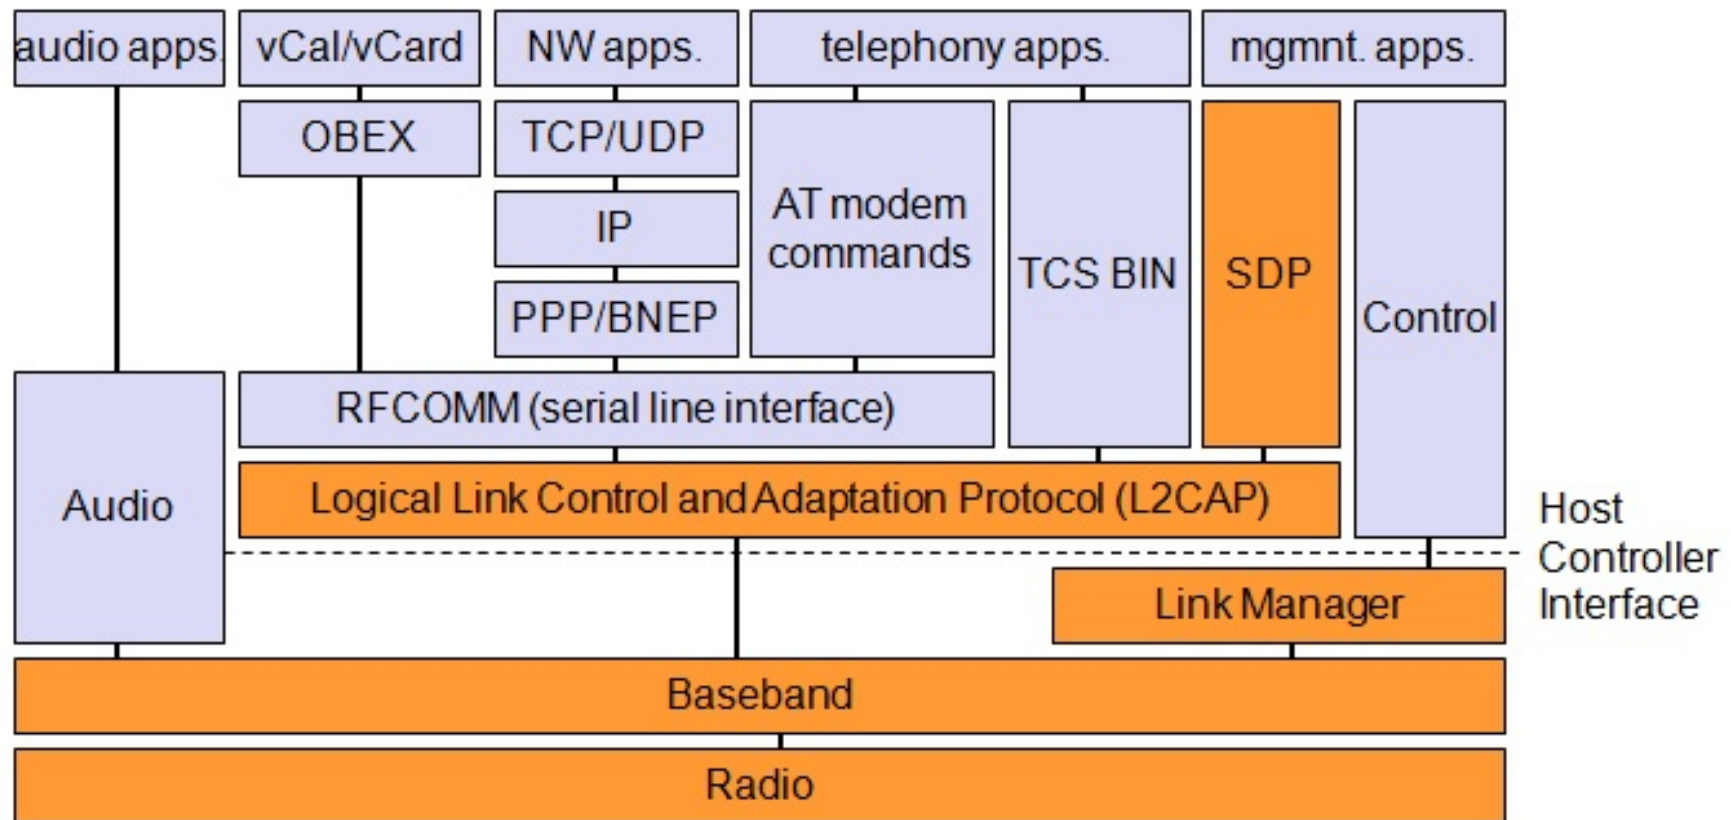 audio apps.
vCal/vCard
NW apps.
telephony apps.
mgmnt. apps.
OBEX
TCP/UDP
IP
PPP/BNEP
AT modem
commands
TCS BIN
SDP
Control
RFCOMM (serial line interface)
Audio
Logical Link Control and Adaptation Protocol (L2CAP)
Host
Controller
Interface
Link Manager
Baseband
Radio